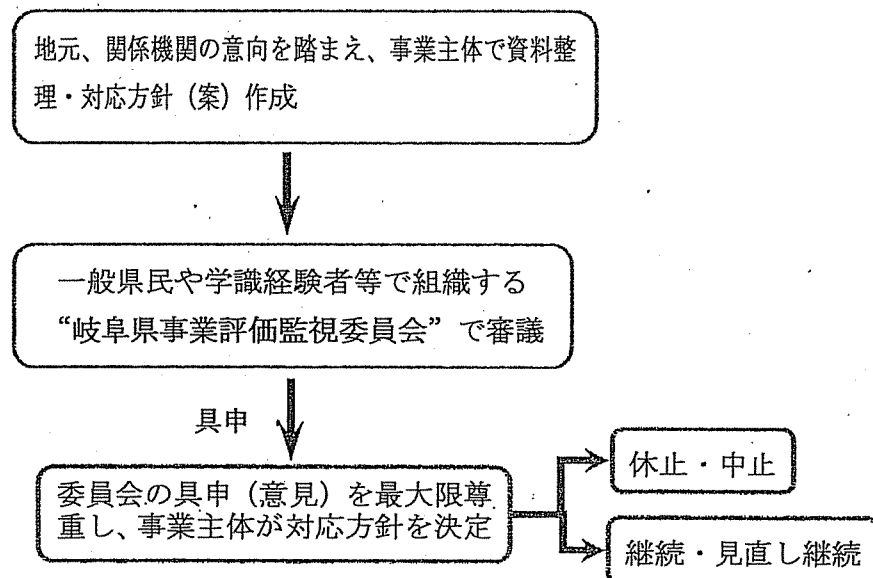 地元、関係機関の意向を踏まえ、事業主体で資料整
理・対応方針（案）作成
一般県民や学識経験者等で組織する
“岐阜県事業評価監視委員会”で審議
具申
委員会の具申（意見）を最大限尊
重し、事業主体が対応方針を決定
休止・中止
継続・見直し継続